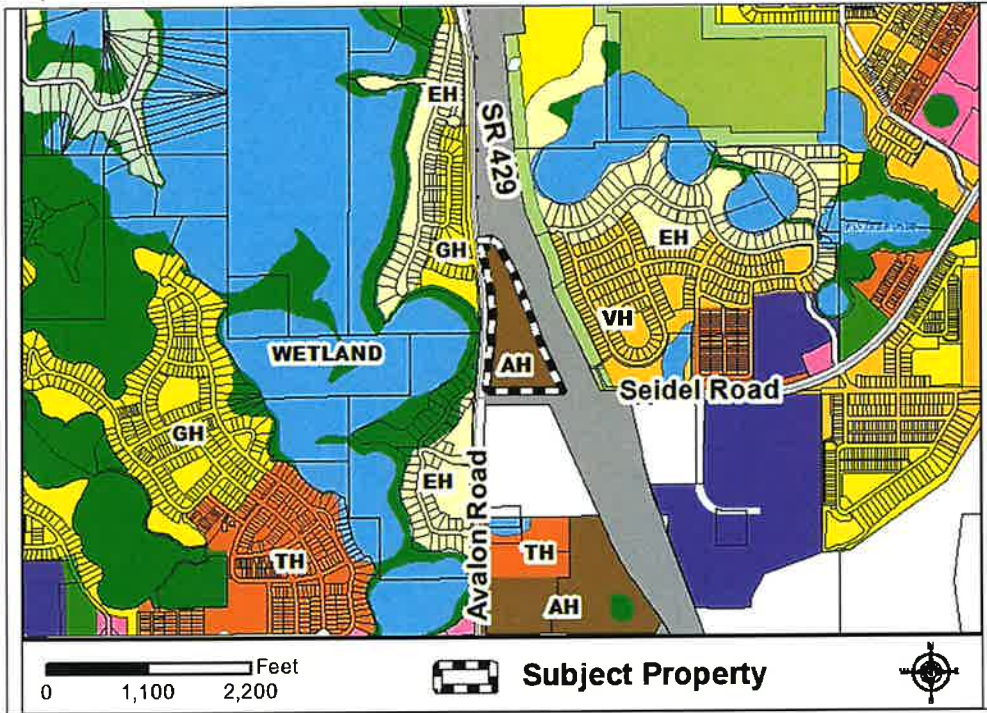 EH
SR 429
GH
EH
VH
WETLAND
AH
Seidel Road
GH
EH
Avalon Road
TH
TH
AH
Feet
0 1,100 2,200
Subject Property
N
W E
S